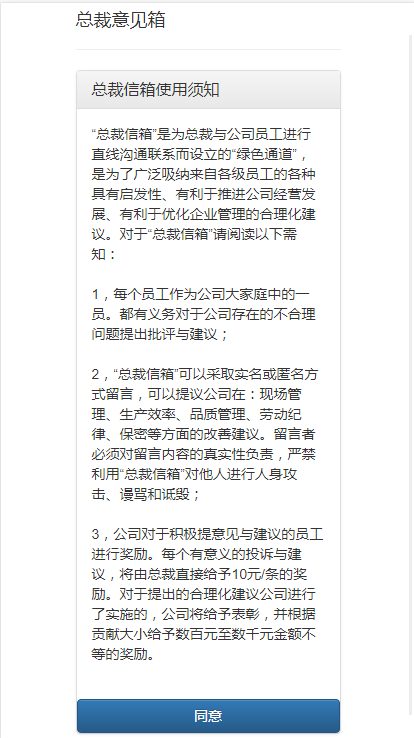 总裁意见箱
总裁信箱使用须知
“总裁信箱”是为总裁与公司员工进行
直线沟通联系而设立的“绿色通道”，
是为了广泛吸纳来自各级员工的各种
具有启发性、有利于推进公司经营发
展、有利于优化企业管理的合理化建
议。对于“总裁信箱”请阅读以下需
知：
1，每个员工作为公司大家庭中的一
员。都有义务对于公司存在的不合理
问题提出批评与建议；
2，“总裁信箱”可以采取实名或匿名方
式留言，可以提议公司在：现场管
理、生产效率、品质管理、劳动纪
律、保密等方面的改善建议。留言者
必须对留言内容的真实性负责，严禁
利用“总裁信箱”对他人进行人身攻
击、谩骂和诋毁；
3，公司对于积极提意见与建议的员工
进行奖励。每个有意义的投诉与建
议，将由总裁直接给予10元/条的奖
励。对于提出的合理化建议公司进行
了实施的，公司将给予表彰，并根据
贡献大小给予数百元至数千元金额不
等的奖励。
同意